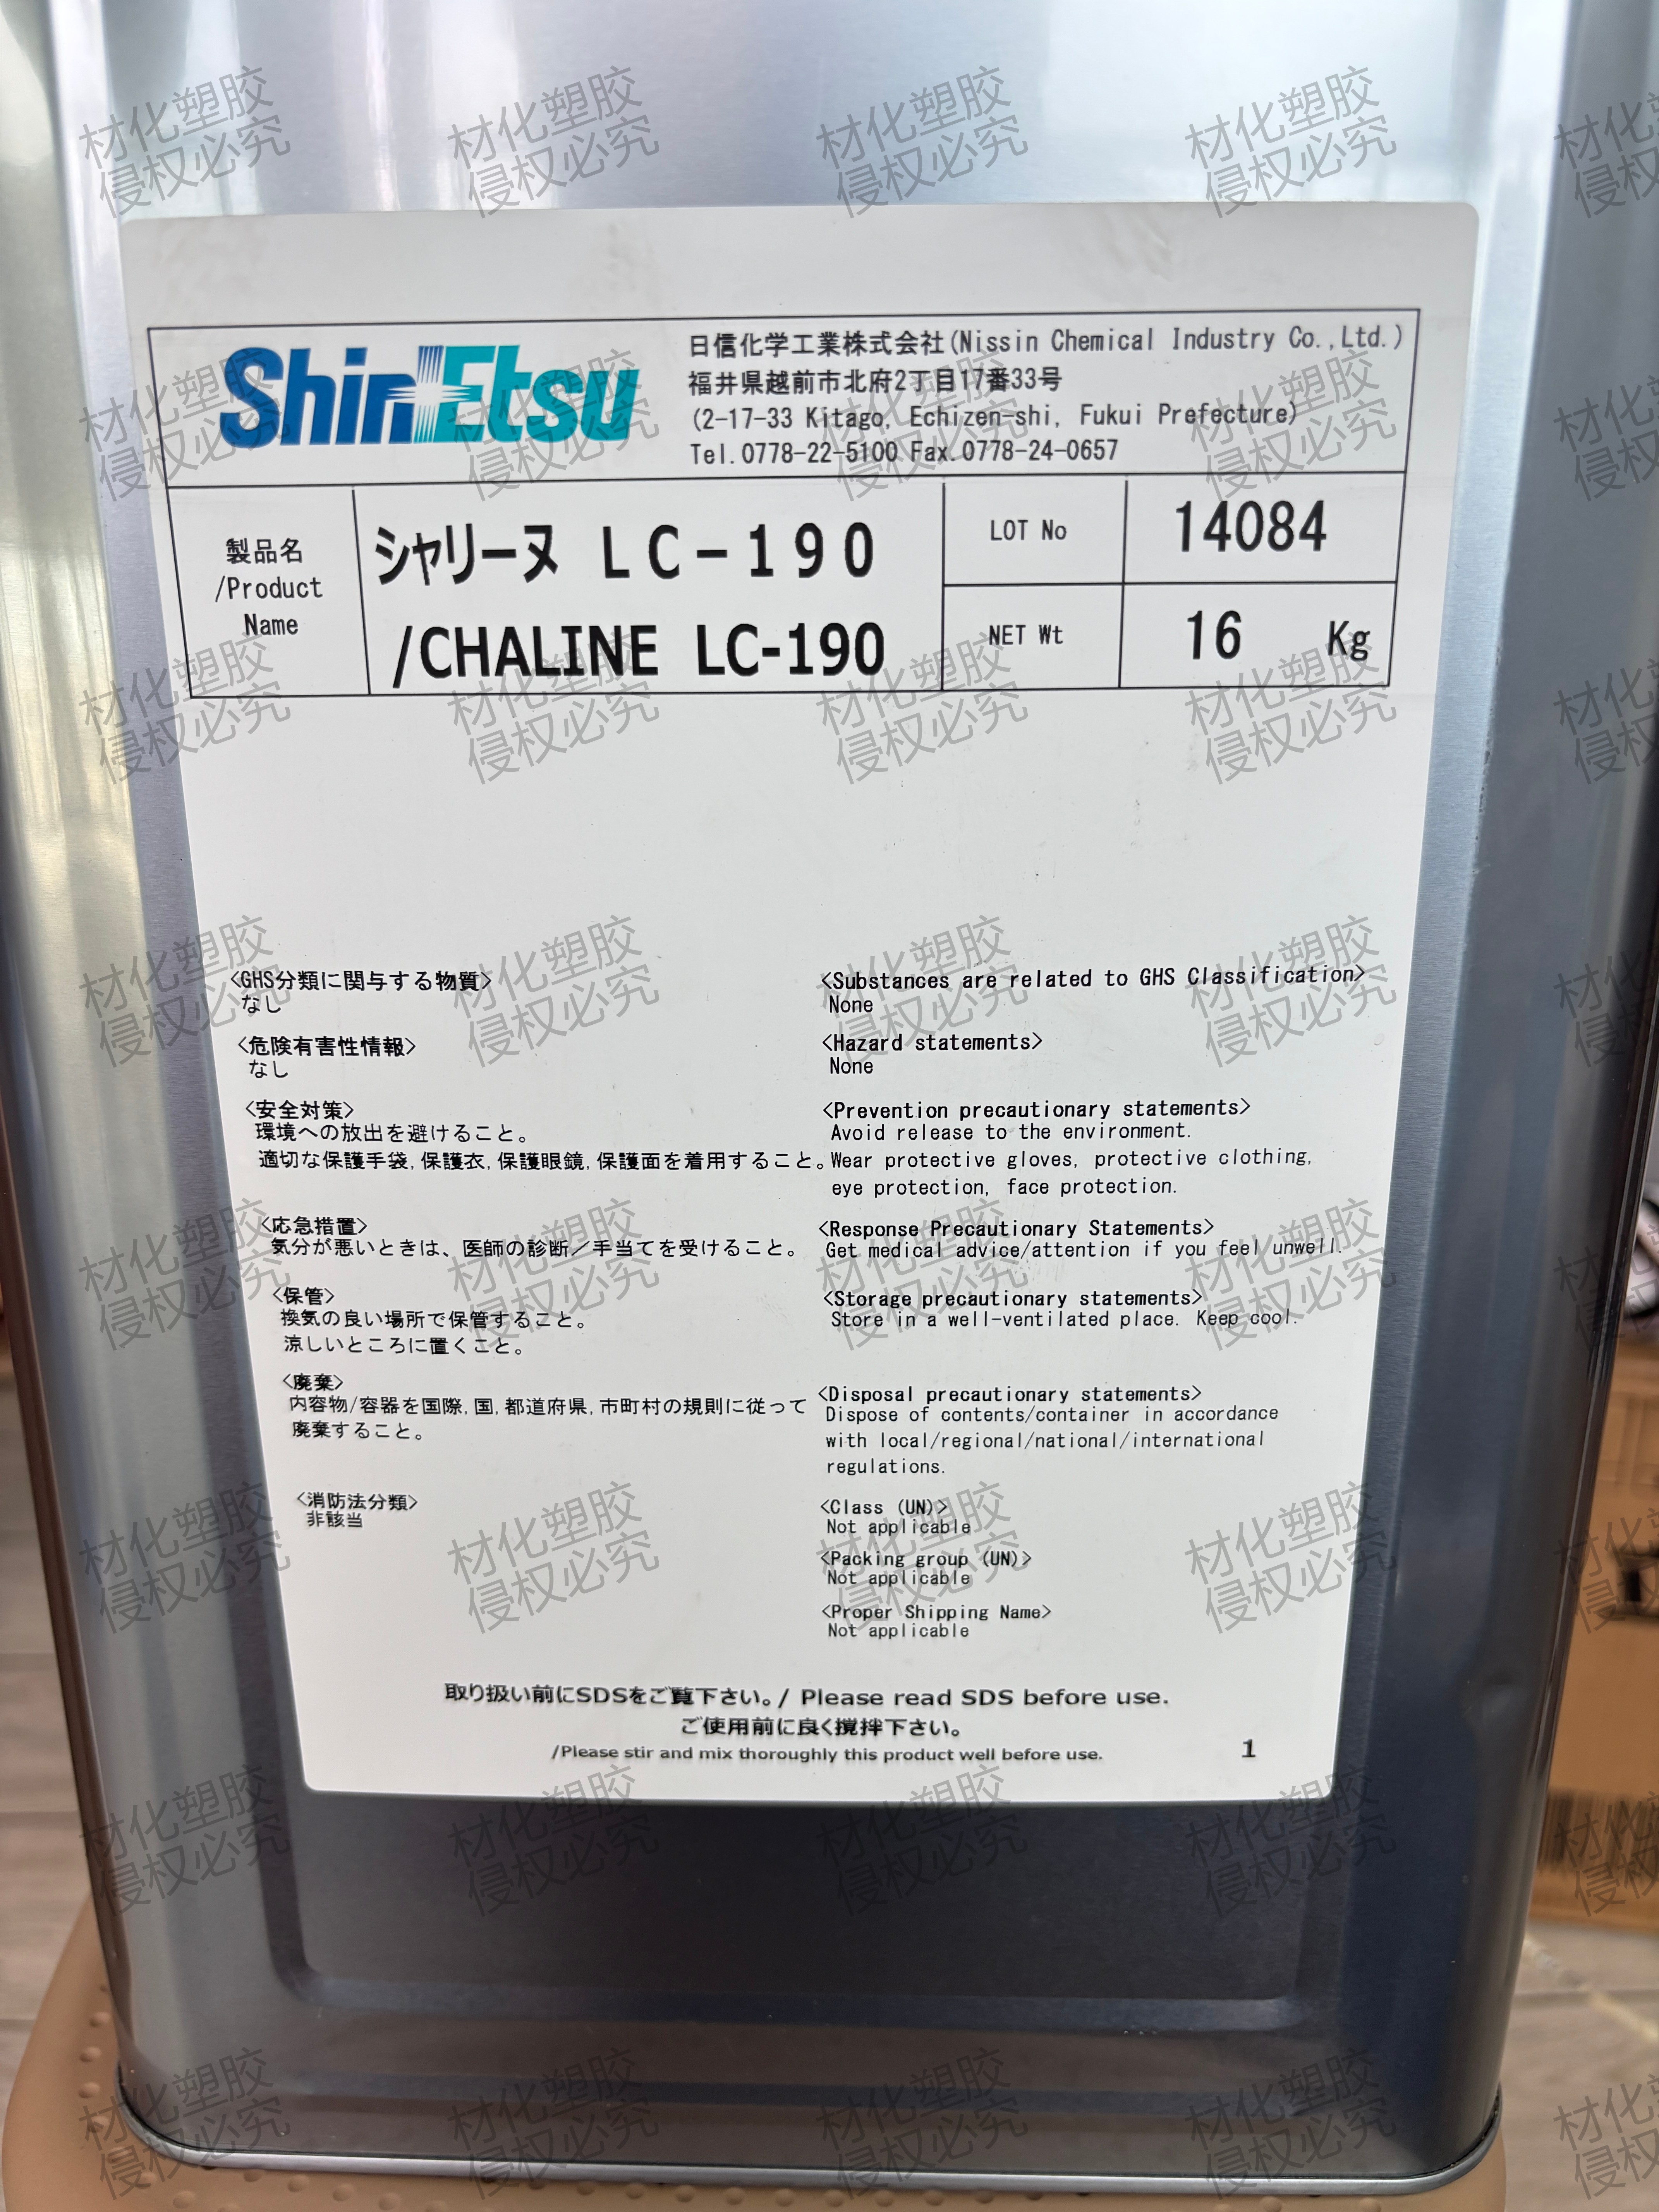 Shin-Etsu
日信化学工業株式会社(Nissin Chemical Industry Co.,Ltd.)
福井県越前市北府2丁目17番33号
(2-17-33 Kitago, Echizen-shi, Fukui Prefecture)
Tel.0778-22-5100 Fax.0778-24-0657
製品名
/Product
Name
シャリーヌ LC-190
/CHALINE LC-190
LOT No
14084
NET Wt
16 Kg
<GHS分類に関与する物質>
なし
<危険有害性情報>
なし
<安全対策>
環境への放出を避けること。
適切な保護手袋,保護衣,保護眼鏡,保護面を着用すること。
<応急措置>
気分が悪いときは、医師の診断／手当てを受けること。
<保管>
換気の良い場所で保管すること。
涼しいところに置くこと。
<廃棄>
内容物/容器を国際,国,都道府県,市町村の規則に従って
廃棄すること。
<消防法分類>
非該当
<Substances are related to GHS Classification>
None
<Hazard statements>
None
<Prevention precautionary statements>
Avoid release to the environment.
Wear protective gloves, protective clothing,
eye protection, face protection.
<Response Precautionary Statements>
Get medical advice/attention if you feel unwell.
<Storage precautionary statements>
Store in a well-ventilated place. Keep cool.
<Disposal precautionary statements>
Dispose of contents/container in accordance
with local/regional/national/international
regulations.
<Class (UN)>
Not applicable
<Packing group (UN)>
Not applicable
<Proper Shipping Name>
Not applicable
取り扱い前にSDSをご覧下さい。/ Please read SDS before use.
ご使用前に良く撹拌下さい。
/Please stir and mix thoroughly this product well before use.
1
材化塑胶
侵权必究